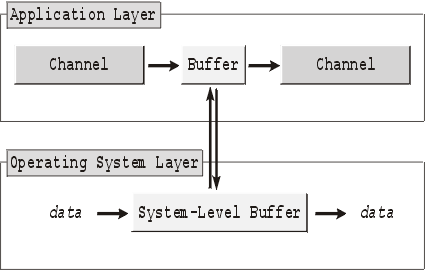 Application Layer
Channel Buffer Channel
Operating System Layer
data System-Level Buffer data